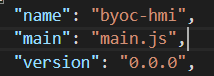 "name": "byoc-hmi",
"main": "main.js",
"version": "0.0.0",